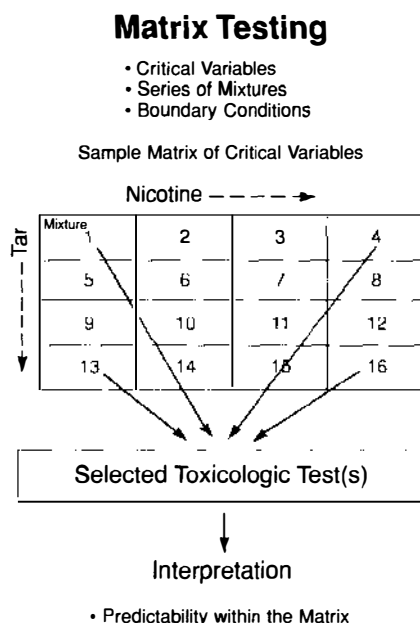 Matrix Testing
• Critical Variables
• Series of Mixtures
• Boundary Conditions
Sample Matrix of Critical Variables
Nicotine
Tar
Mixture
1 2 3 4
5 6 7 8
9 10 11 12
13 14 15 16
Selected Toxicologic Test(s)
Interpretation
• Predictability within the Matrix